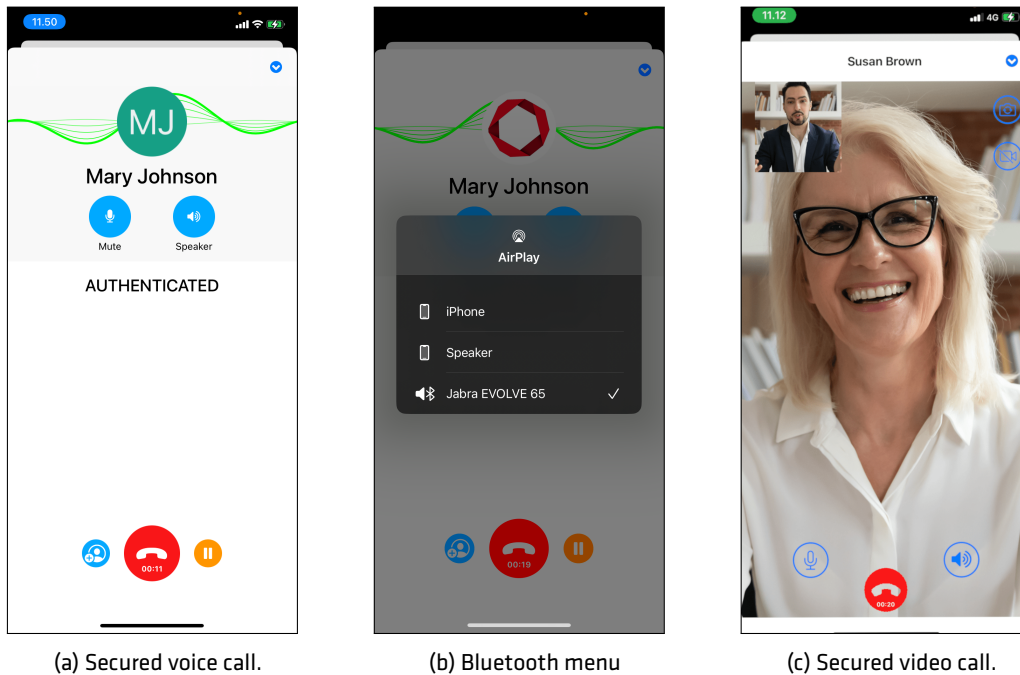 11.50
MJ
Mary Johnson
Mute Speaker
AUTHENTICATED
00:11
(a) Secured voice call.
Mary Johnson
AirPlay
iPhone
Speaker
Jabra EVOLVE 65
00:19
(b) Bluetooth menu
11.12 4G
Susan Brown
00:20
(c) Secured video call.